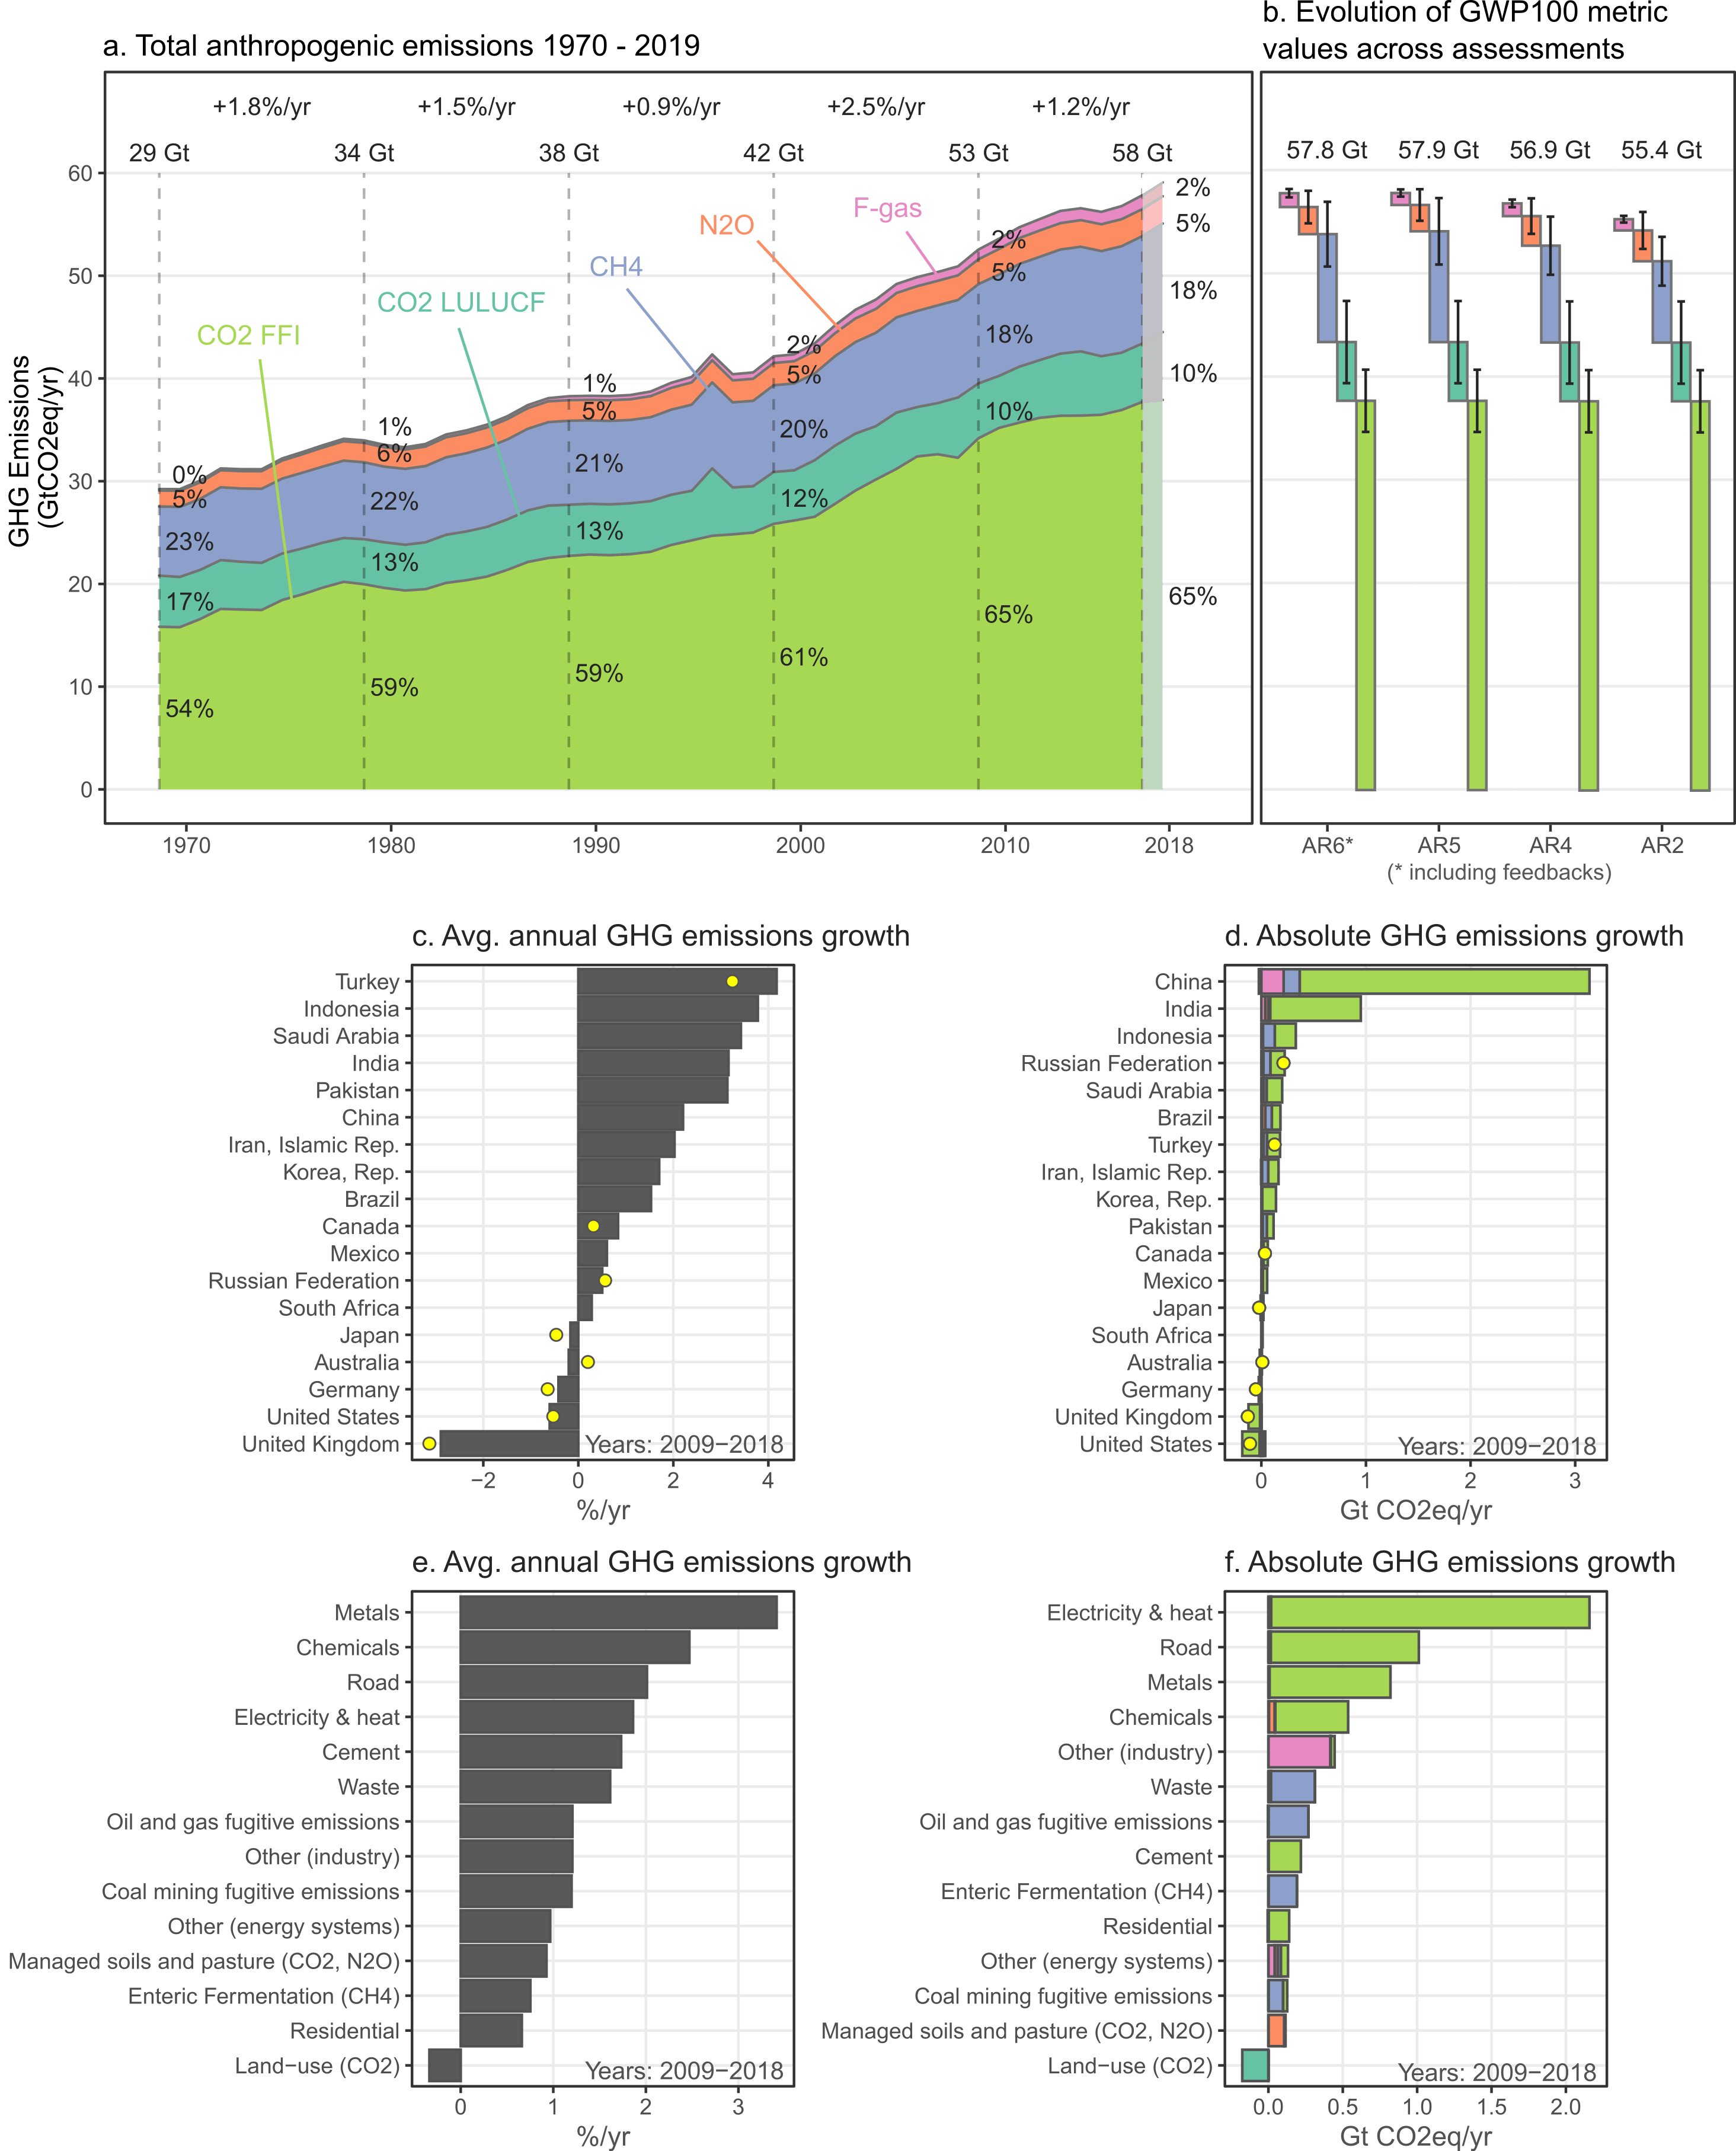 a. Total anthropogenic emissions 1970 - 2019
b. Evolution of GWP100 metric
values across assessments
+1.8%/yr
+1.5%/yr
+0.9%/yr
+2.5%/yr
+1.2%/yr
29 Gt
34 Gt
38 Gt
42 Gt
53 Gt
58 Gt
GHG Emissions
(GtCO2eq/yr)
60
50
40
30
20
10
0
CO2 FFI
CO2 LULUCF
CH4
N2O
F-gas
0%
5%
23%
17%
54%
1%
6%
22%
13%
59%
1%
5%
21%
13%
59%
2%
5%
20%
12%
61%
2%
5%
18%
10%
65%
2%
5%
18%
10%
65%
1970
1980
1990
2000
2010
2018
57.8 Gt
57.9 Gt
56.9 Gt
55.4 Gt
AR6*
AR5
AR4
AR2
(* including feedbacks)
c. Avg. annual GHG emissions growth
Turkey
Indonesia
Saudi Arabia
India
Pakistan
China
Iran, Islamic Rep.
Korea, Rep.
Brazil
Canada
Mexico
Russian Federation
South Africa
Japan
Australia
Germany
United States
United Kingdom
Years: 2009−2018
−2
0
2
4
%/yr
d. Absolute GHG emissions growth
China
India
Indonesia
Russian Federation
Saudi Arabia
Brazil
Turkey
Iran, Islamic Rep.
Korea, Rep.
Pakistan
Canada
Mexico
Japan
South Africa
Australia
Germany
United Kingdom
United States
Years: 2009−2018
0
1
2
3
Gt CO2eq/yr
e. Avg. annual GHG emissions growth
Metals
Chemicals
Road
Electricity & heat
Cement
Waste
Oil and gas fugitive emissions
Other (industry)
Coal mining fugitive emissions
Other (energy systems)
Managed soils and pasture (CO2, N2O)
Enteric Fermentation (CH4)
Residential
Land−use (CO2)
Years: 2009−2018
0
1
2
3
%/yr
f. Absolute GHG emissions growth
Electricity & heat
Road
Metals
Chemicals
Other (industry)
Waste
Oil and gas fugitive emissions
Cement
Enteric Fermentation (CH4)
Residential
Other (energy systems)
Coal mining fugitive emissions
Managed soils and pasture (CO2, N2O)
Land−use (CO2)
Years: 2009−2018
0.0
0.5
1.0
1.5
2.0
Gt CO2eq/yr